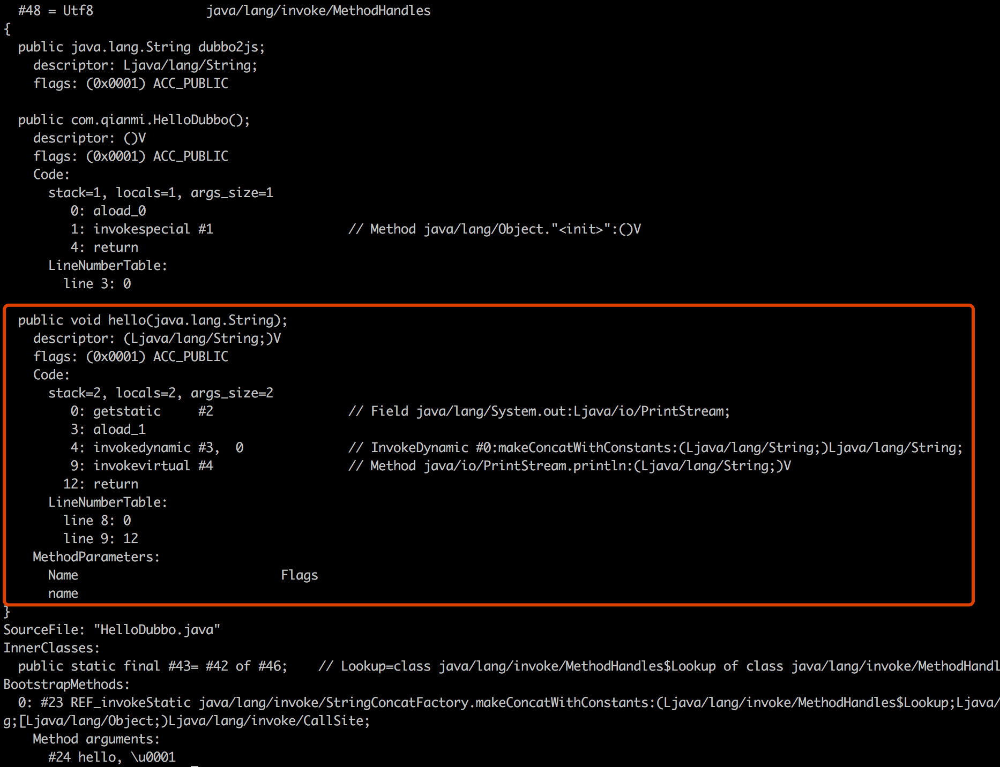 #48 = Utf8               java/lang/invoke/MethodHandles
{
  public java.lang.String dubbo2js;
    descriptor: Ljava/lang/String;
    flags: (0x0001) ACC_PUBLIC

  public com.qianmi.HelloDubbo();
    descriptor: ()V
    flags: (0x0001) ACC_PUBLIC
    Code:
      stack=1, locals=1, args_size=1
         0: aload_0
         1: invokespecial #1                  // Method java/lang/Object."<init>":()V
         4: return
      LineNumberTable:
        line 3: 0

  public void hello(java.lang.String);
    descriptor: (Ljava/lang/String;)V
    flags: (0x0001) ACC_PUBLIC
    Code:
      stack=2, locals=2, args_size=2
         0: getstatic     #2                  // Field java/lang/System.out:Ljava/io/PrintStream;
         3: aload_1
         4: invokedynamic #3,  0              // InvokeDynamic #0:makeConcatWithConstants:(Ljava/lang/String;)Ljava/lang/String;
         9: invokevirtual #4                  // Method java/io/PrintStream.println:(Ljava/lang/String;)V
        12: return
      LineNumberTable:
        line 8: 0
        line 9: 12
    MethodParameters:
      Name                           Flags
      name
}
SourceFile: "HelloDubbo.java"
InnerClasses:
  public static final #43= #42 of #46;    // Lookup=class java/lang/invoke/MethodHandles$Lookup of class java/lang/invoke/MethodHandl
BootstrapMethods:
  0: #23 REF_invokeStatic java/lang/invoke/StringConcatFactory.makeConcatWithConstants:(Ljava/lang/invoke/MethodHandles$Lookup;Ljava/
g;[Ljava/lang/Object;)Ljava/lang/invoke/CallSite;
    Method arguments:
      #24 hello, \u0001